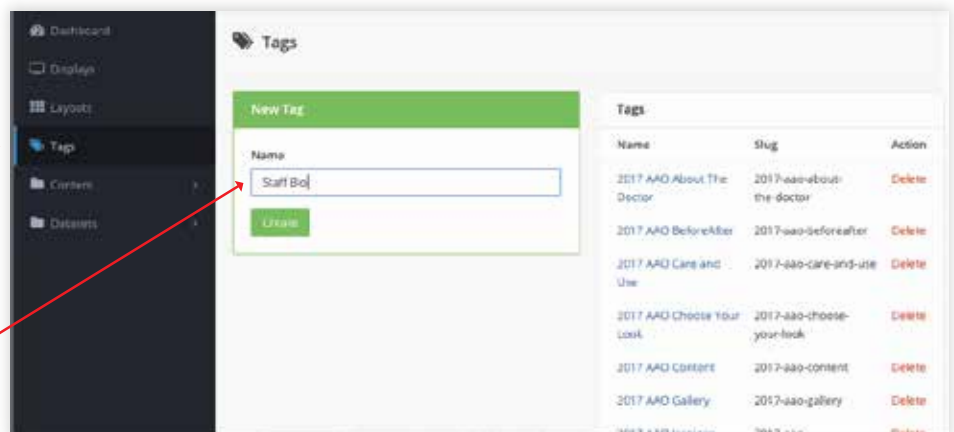 Dashboard
Displays
Layouts
Tags
Content
Datasets
Tags
New Tag
Name
Staff Bio
Create
Tags
Name Slug Action
2017 AAO About The 2017-aao-about- Delete
Doctor the-doctor
2017 AAO BeforeAfter 2017-aao-beforeafter Delete
2017 AAO Care and 2017-aao-care-and-use Delete
Use
2017 AAO Choose Your 2017-aao-choose- Delete
Look your-look
2017 AAO Content 2017-aao-content Delete
2017 AAO Gallery 2017-aao-gallery Delete